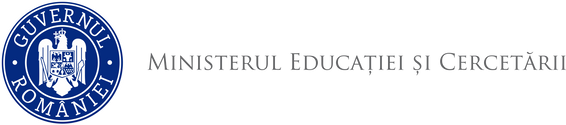 GUVERNUL
ROMÂNIEI
MINISTERUL EDUCAȚIEI ȘI CERCETĂRII